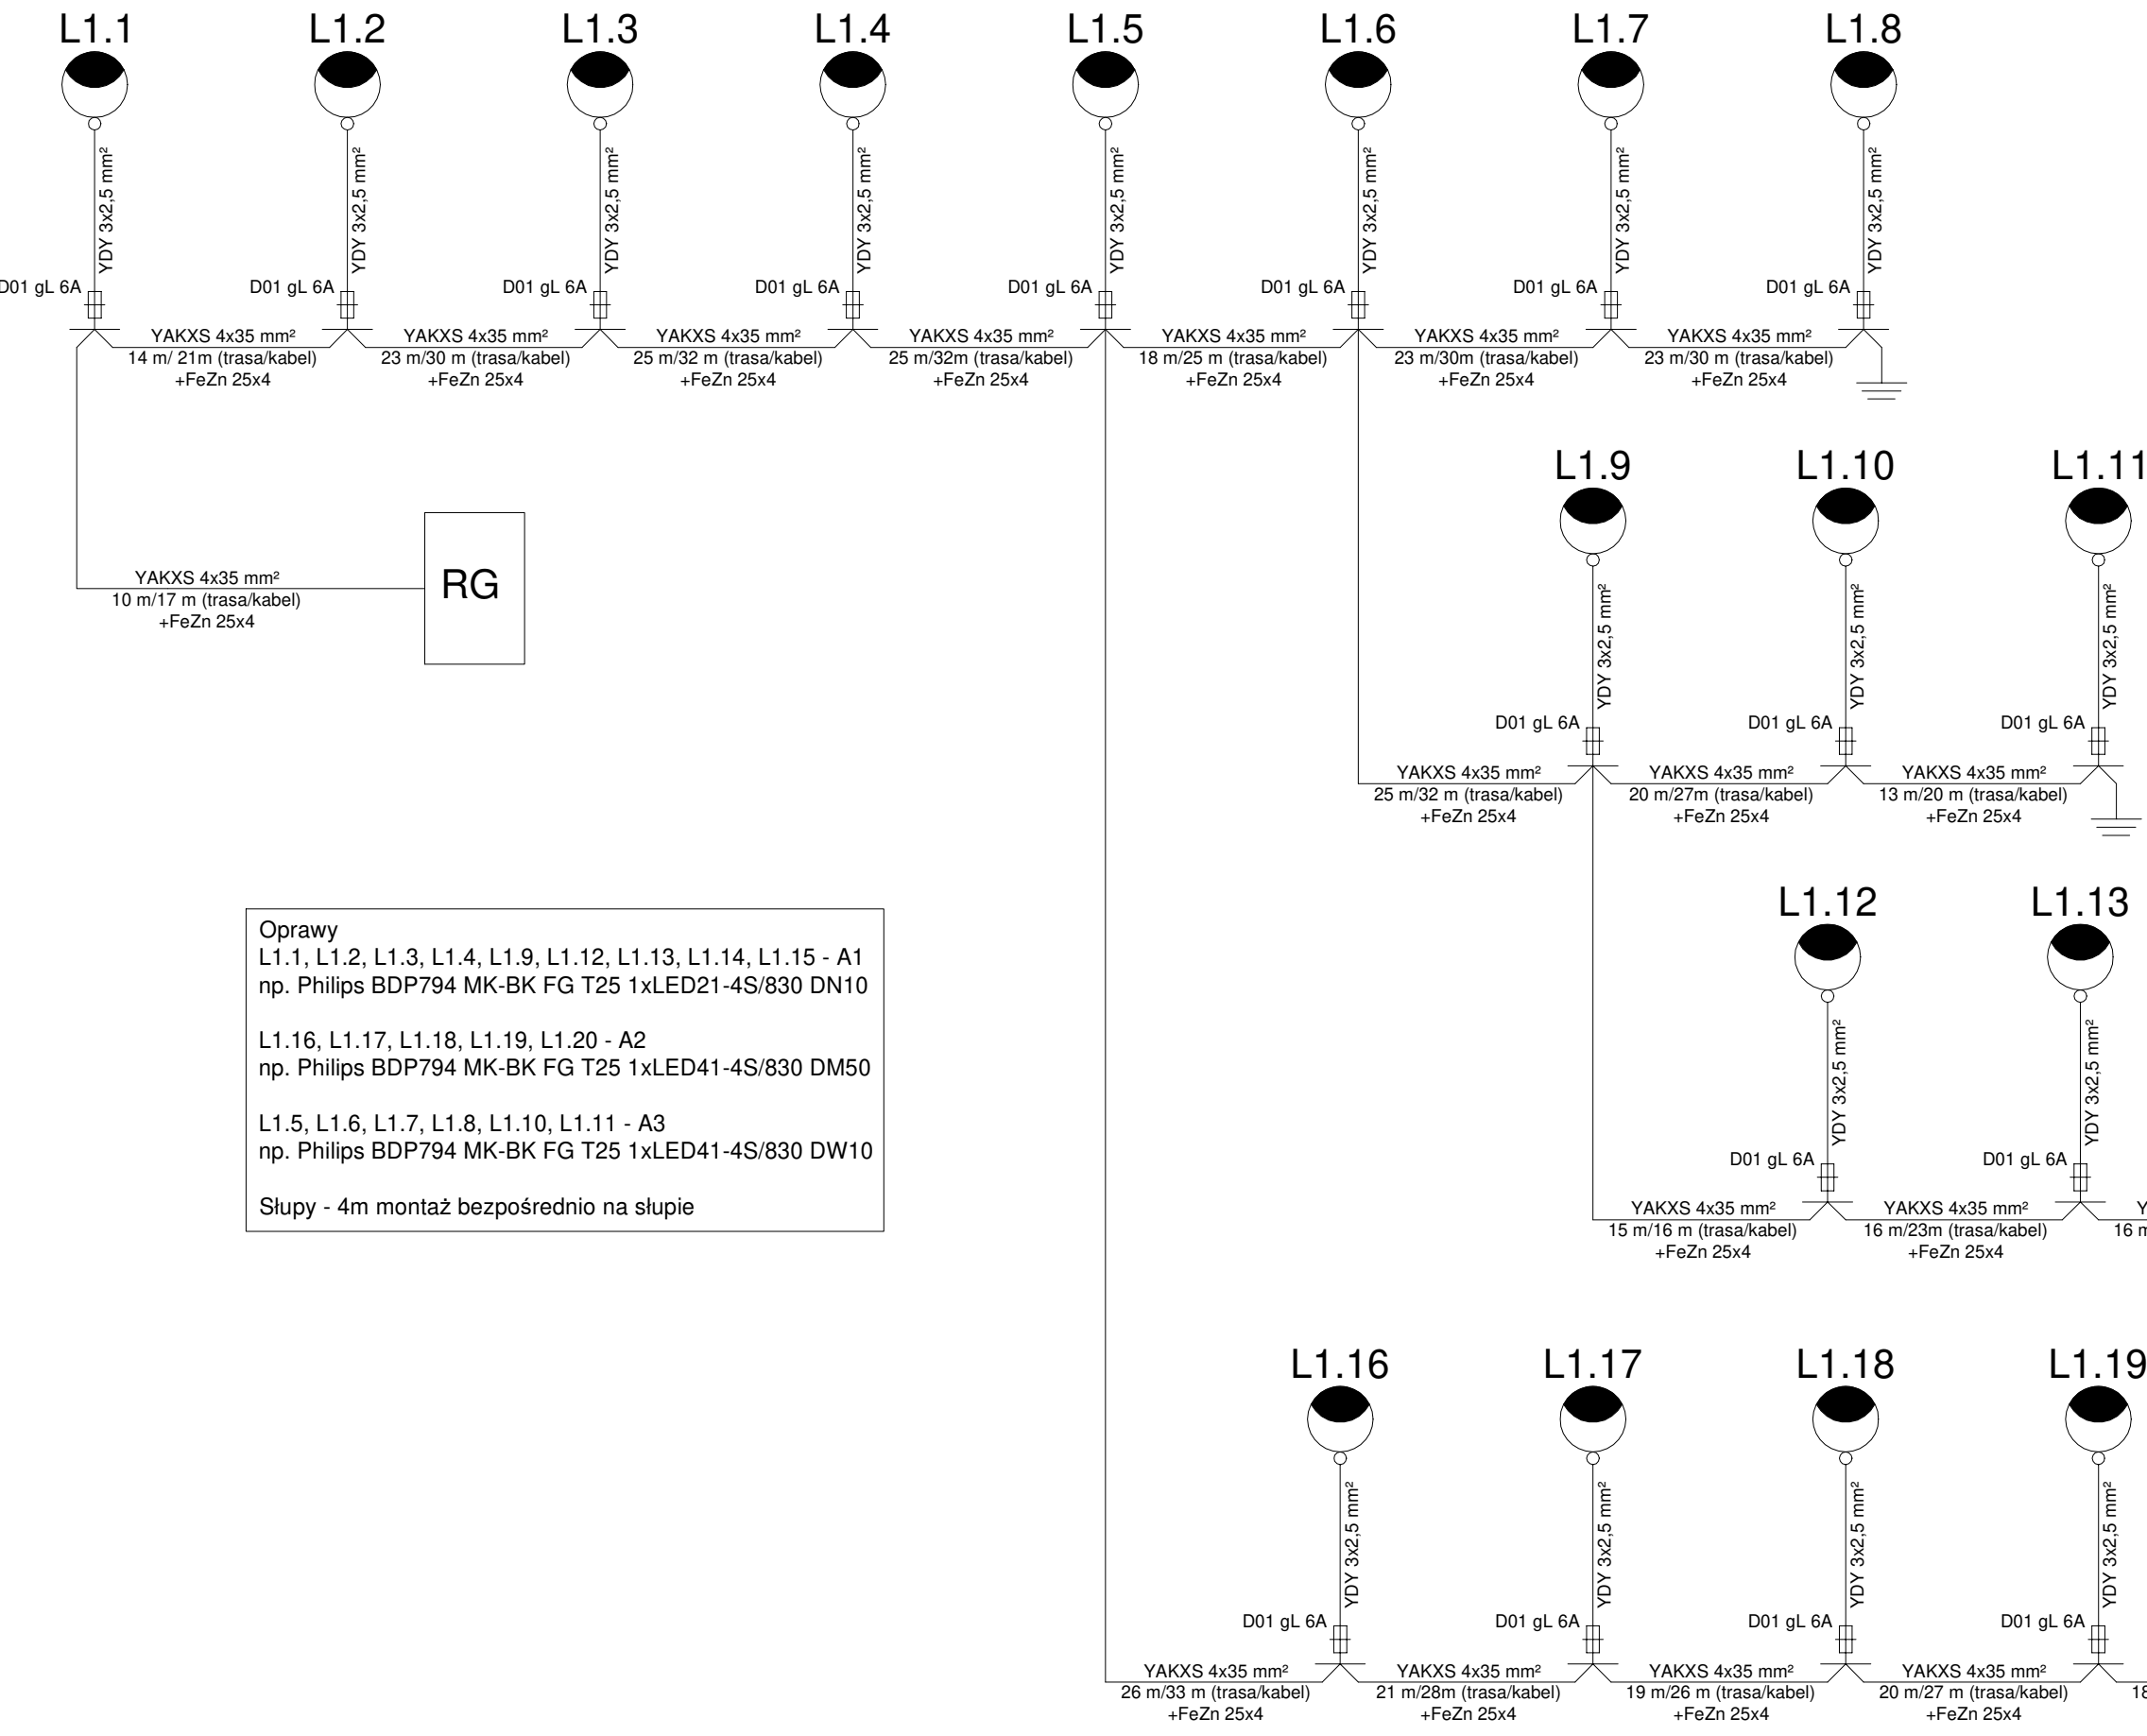 L1.1 L1.2 L1.3 L1.4 L1.5 L1.6 L1.7 L1.8
YDY 3x2,5 mm² YDY 3x2,5 mm² YDY 3x2,5 mm² YDY 3x2,5 mm² YDY 3x2,5 mm² YDY 3x2,5 mm² YDY 3x2,5 mm² YDY 3x2,5 mm²
D01 gL 6A D01 gL 6A D01 gL 6A D01 gL 6A D01 gL 6A D01 gL 6A D01 gL 6A D01 gL 6A
YAKXS 4x35 mm² YAKXS 4x35 mm² YAKXS 4x35 mm² YAKXS 4x35 mm² YAKXS 4x35 mm² YAKXS 4x35 mm² YAKXS 4x35 mm²
14 m/ 21m (trasa/kabel) 23 m/30 m (trasa/kabel) 25 m/32 m (trasa/kabel) 25 m/32m (trasa/kabel) 18 m/25 m (trasa/kabel) 23 m/30m (trasa/kabel) 23 m/30 m (trasa/kabel)
+FeZn 25x4 +FeZn 25x4 +FeZn 25x4 +FeZn 25x4 +FeZn 25x4 +FeZn 25x4 +FeZn 25x4
L1.9 L1.10 L1.11
YDY 3x2,5 mm² YDY 3x2,5 mm² YDY 3x2,5 mm²
D01 gL 6A D01 gL 6A D01 gL 6A
YAKXS 4x35 mm² YAKXS 4x35 mm² YAKXS 4x35 mm²
25 m/32 m (trasa/kabel) 20 m/27m (trasa/kabel) 13 m/20 m (trasa/kabel)
+FeZn 25x4 +FeZn 25x4 +FeZn 25x4
RG
YAKXS 4x35 mm²
10 m/17 m (trasa/kabel)
+FeZn 25x4
Oprawy
L1.1, L1.2, L1.3, L1.4, L1.9, L1.12, L1.13, L1.14, L1.15 - A1
np. Philips BDP794 MK-BK FG T25 1xLED21-4S/830 DN10
L1.16, L1.17, L1.18, L1.19, L1.20 - A2
np. Philips BDP794 MK-BK FG T25 1xLED41-4S/830 DM50
L1.5, L1.6, L1.7, L1.8, L1.10, L1.11 - A3
np. Philips BDP794 MK-BK FG T25 1xLED41-4S/830 DW10
Słupy - 4m montaż bezpośrednio na słupie
L1.12 L1.13
YDY 3x2,5 mm² YDY 3x2,5 mm²
D01 gL 6A D01 gL 6A
YAKXS 4x35 mm² YAKXS 4x35 mm²
15 m/16 m (trasa/kabel) 16 m/23m (trasa/kabel) 16
+FeZn 25x4 +FeZn 25x4
L1.16 L1.17 L1.18 L1.19
YDY 3x2,5 mm² YDY 3x2,5 mm² YDY 3x2,5 mm² YDY 3x2,5 mm²
D01 gL 6A D01 gL 6A D01 gL 6A D01 gL 6A
YAKXS 4x35 mm² YAKXS 4x35 mm² YAKXS 4x35 mm² YAKXS 4x35 mm²
26 m/33 m (trasa/kabel) 21 m/28m (trasa/kabel) 19 m/26 m (trasa/kabel) 20 m/27 m (trasa/kabel) 18
+FeZn 25x4 +FeZn 25x4 +FeZn 25x4 +FeZn 25x4